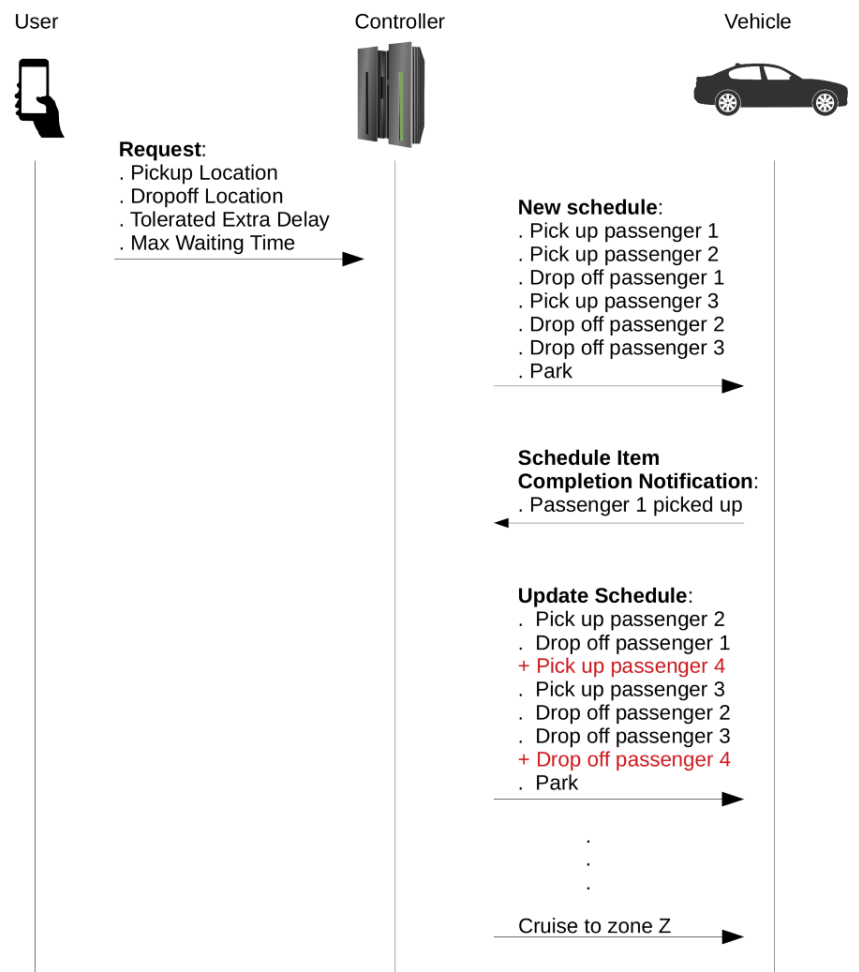 User
Controller
Vehicle
Request:
. Pickup Location
. Dropoff Location
. Tolerated Extra Delay
. Max Waiting Time
New schedule:
. Pick up passenger 1
. Pick up passenger 2
. Drop off passenger 1
. Pick up passenger 3
. Drop off passenger 2
. Drop off passenger 3
. Park
Schedule Item
Completion Notification:
. Passenger 1 picked up
Update Schedule:
. Pick up passenger 2
. Drop off passenger 1
+ Pick up passenger 4
. Pick up passenger 3
. Drop off passenger 2
. Drop off passenger 3
+ Drop off passenger 4
. Park
.
.
.
Cruise to zone Z